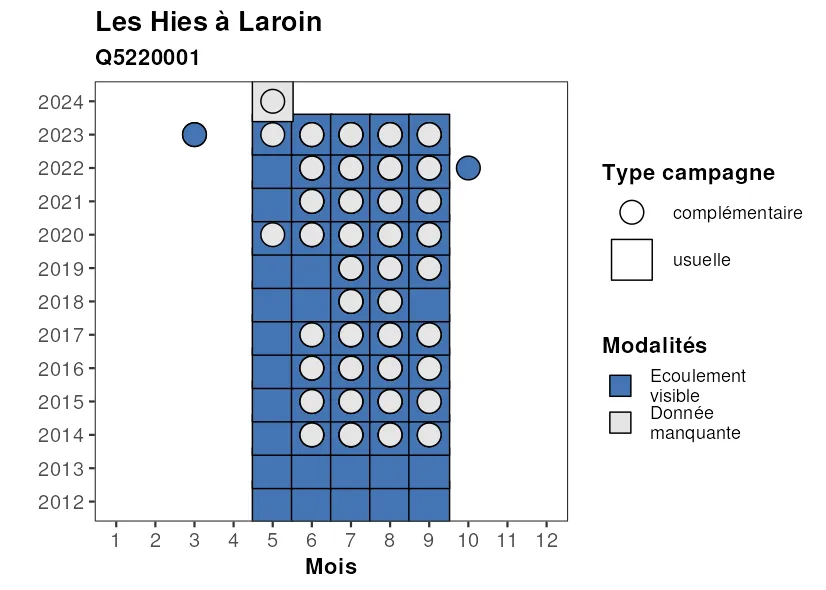 Les Hies à Laroin
Q5220001
2024
2023
2022
2021
2020
2019
2018
2017
2016
2015
2014
2013
2012
1 2 3 4 5 6 7 8 9 10 11 12
Mois
Type campagne
complémentaire
usuelle
Modalités
Ecoulement
visible
Donnée
manquante